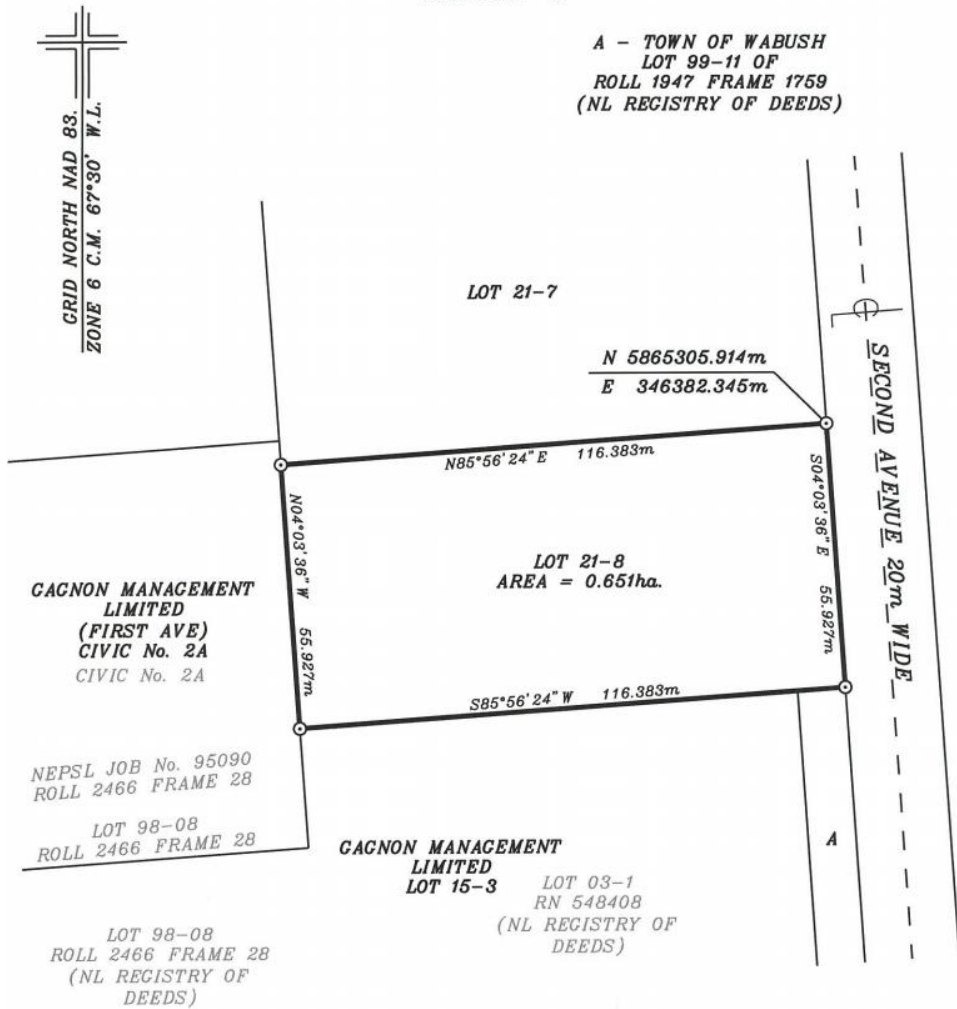 A - TOWN OF WABUSH
LOT 99-11 OF
ROLL 1947 FRAME 1759
(NL REGISTRY OF DEEDS)
GRID NORTH NAD 83.
ZONE 6 C.M. 67°30' W.L.
LOT 21-7
N 5865305.914m
E 346382.345m
SECOND AVENUE 20m WIDE
N85°56'24"E 116.383m
S04°03'36"E 55.927m
N04°03'36"W 55.927m
LOT 21-8
AREA = 0.651ha.
S85°56'24"W 116.383m
GAGNON MANAGEMENT
LIMITED
(FIRST AVE)
CIVIC No. 2A
CIVIC No. 2A
NEPSL JOB No. 95090
ROLL 2466 FRAME 28
LOT 98-08
ROLL 2466 FRAME 28
GAGNON MANAGEMENT
LIMITED
LOT 15-3
LOT 03-1
RN 548408
(NL REGISTRY OF
DEEDS)
A
LOT 98-08
ROLL 2466 FRAME 28
(NL REGISTRY OF
DEEDS)